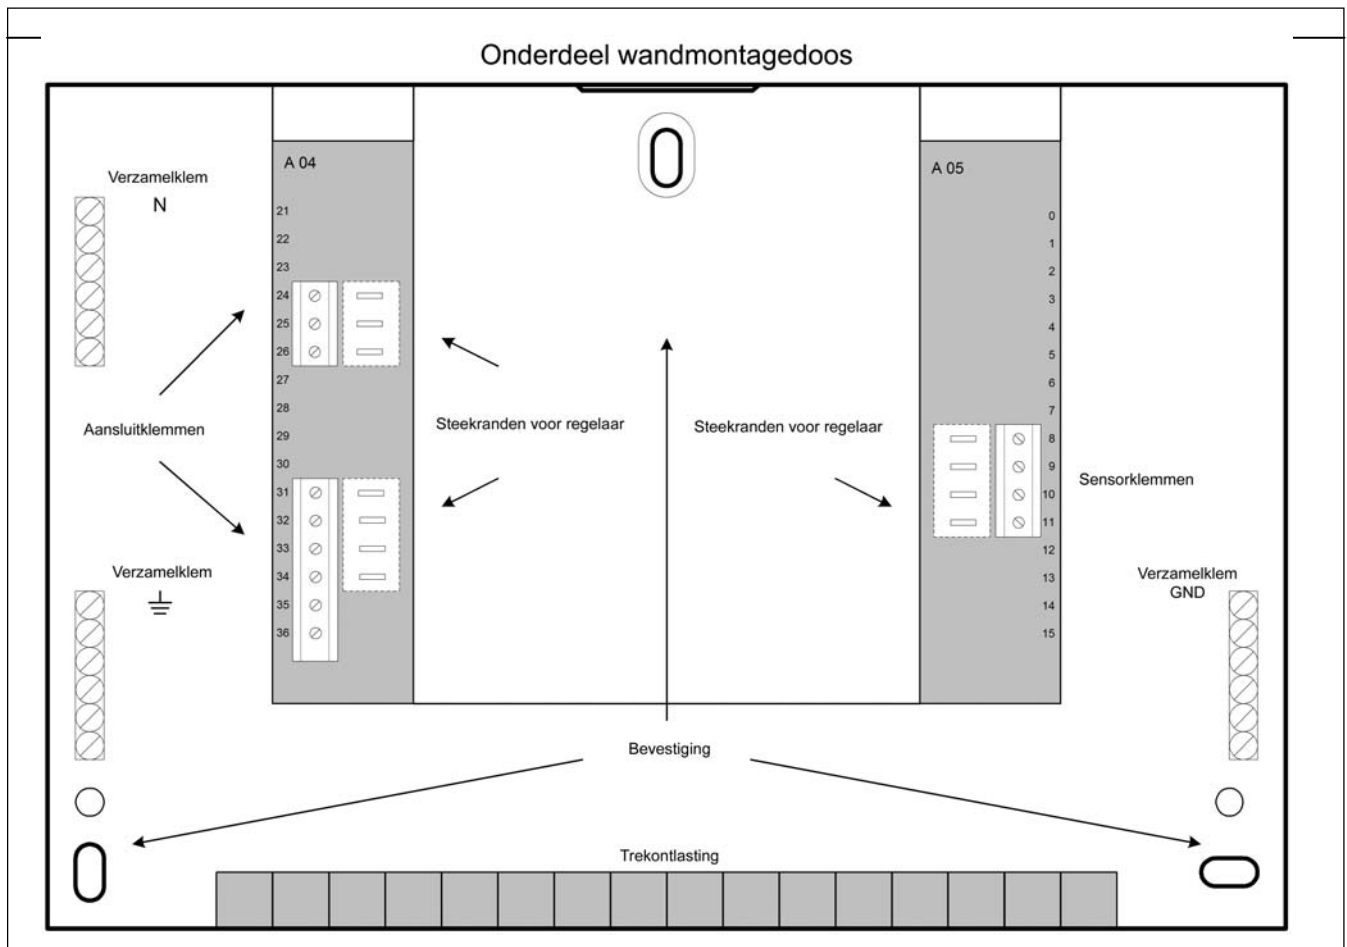 Onderdeel wandmontagedoos
A 04
A 05
Verzamelklem
N
21
22
23
24
25
26
27
28
29
30
31
32
33
34
35
36
0
1
2
3
4
5
6
7
8
9
10
11
12
13
14
15
Aansluitklemmen
Steekranden voor regelaar
Steekranden voor regelaar
Sensorklemmen
Verzamelklem
Verzamelklem
GND
Bevestiging
Trekontlasting